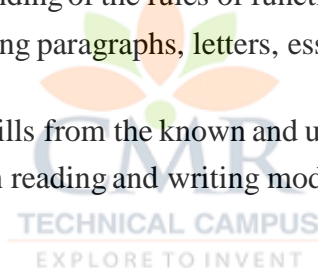 nding of the rules of functi
ng paragraphs, letters, ess
ills from the known and u
CMR
n reading and writing mod
TECHNICAL CAMPUS
EXPLORE TO INVENT